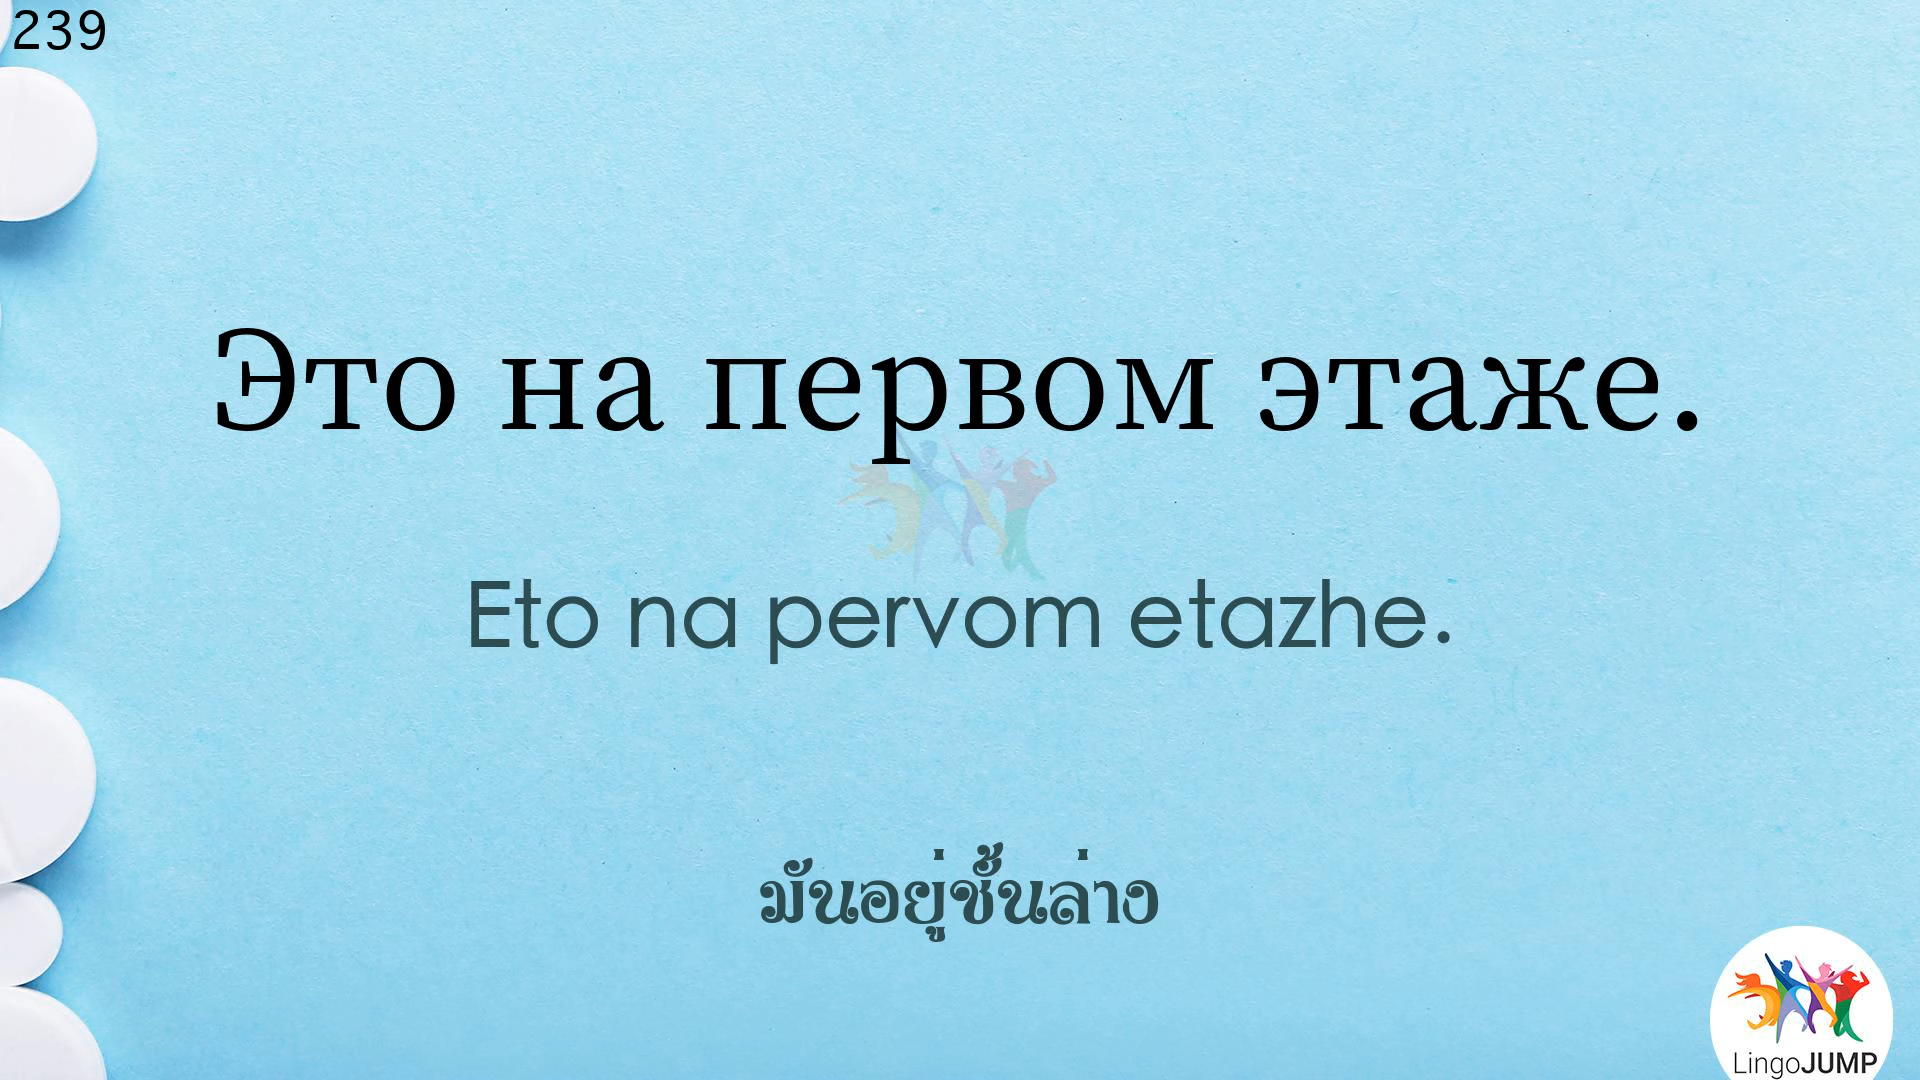 239
Это на первом этаже.
Eto na pervom etazhe.
มันอยู่ชั้นล่าง
LingoJUMP